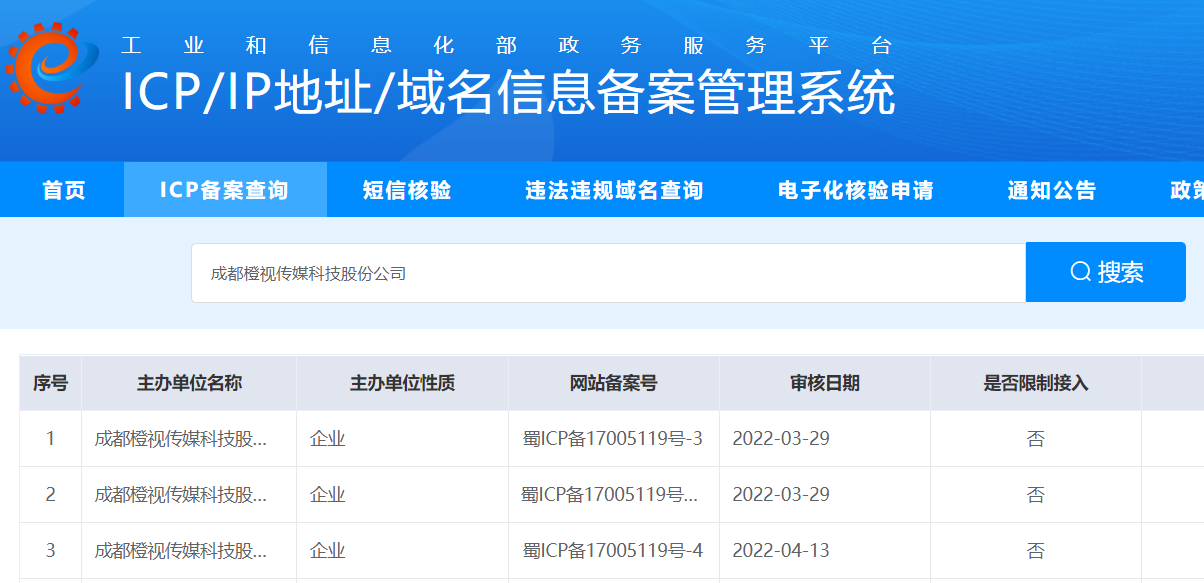 工业和信息化部政务服务平台
ICP/IP地址/域名信息备案管理系统
首页 ICP备案查询 短信核验 违法违规域名查询 电子化核验申请 通知公告 政策
成都橙视传媒科技股份公司 搜索
序号 主办单位名称 主办单位性质 网站备案号 审核日期 是否限制接入
1 成都橙视传媒科技股... 企业 蜀ICP备17005119号-3 2022-03-29 否
2 成都橙视传媒科技股... 企业 蜀ICP备17005119号... 2022-03-29 否
3 成都橙视传媒科技股... 企业 蜀ICP备17005119号-4 2022-04-13 否